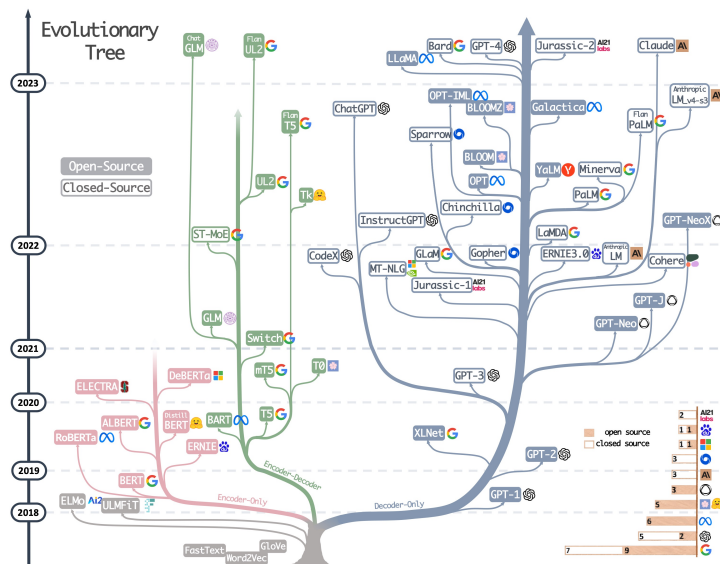 Evolutionary
Tree
2023
2022
2021
2020
2019
2018
Open-Source
Closed-Source
Chat
GLM
Flan
UL2
Flan
T5
UL2
Tk
ST-MoE
GLM
Switch
mT5
T0
T5
BART
Encoder-Decoder
DeBERTa
ELECTRA
ALBERT
Distill
BERT
RoBERTa
ERNIE
BERT
Encoder-Only
ELMo
Ai2
ULMFiT
FastText
Word2Vec
GloVe
Decoder-Only
GPT-1
GPT-2
XLNet
GPT-3
LLaMA
Bard
GPT-4
Jurassic-2
AI21
labs
Claude
A\
ChatGPT
OPT-IML
BLOOMZ
Galactica
Anthropic
LM_v4-s3
A\
Flan
PaLM
Sparrow
BLOOM
OPT
YaLM
Minerva
PaLM
Chinchilla
InstructGPT
CodeX
GLaM
MT-NLG
Gopher
LaMDA
ERNIE3.0
Anthropic
LM
A\
Jurassic-1
AI21
labs
Cohere
GPT-NeoX
GPT-J
GPT-Neo
open source
closed source
2
AI21
labs
1 1
1 1
3
3
A\
3
5
6
5 2
7 9